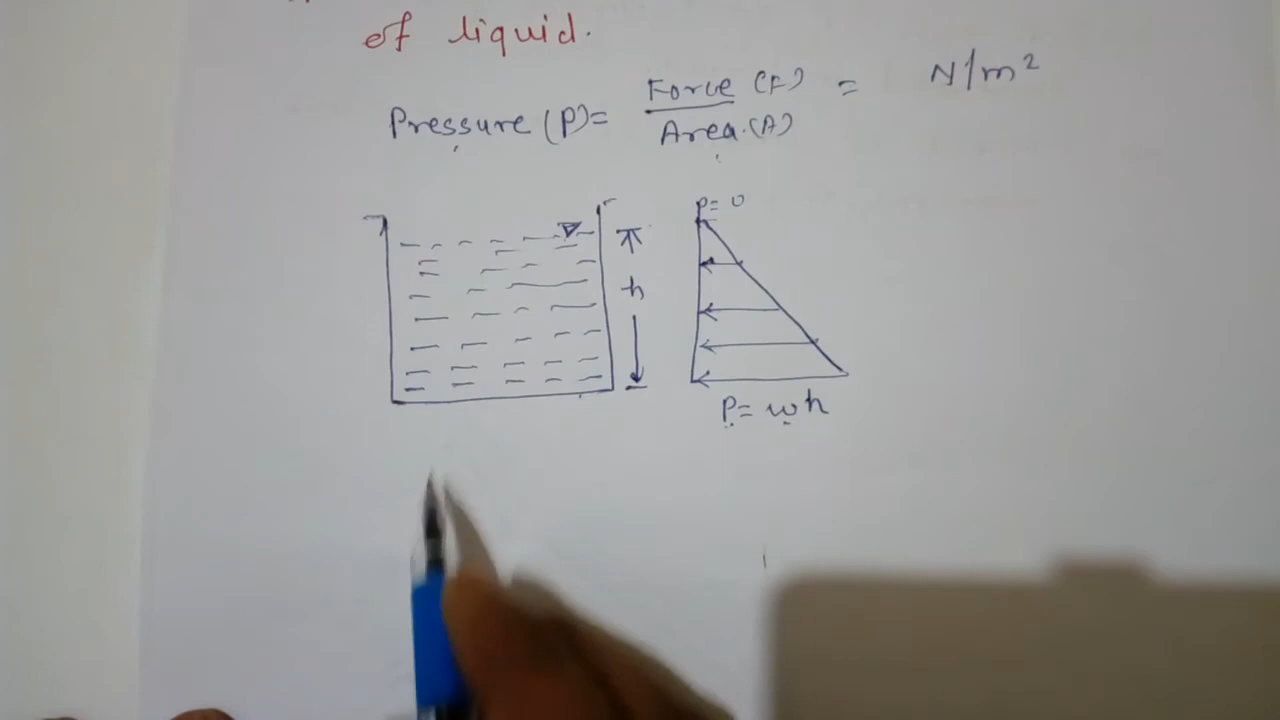 of liquid.
Pressure (P) = Force (F) / Area (A) = N/m²
P = 0
h
P = wh